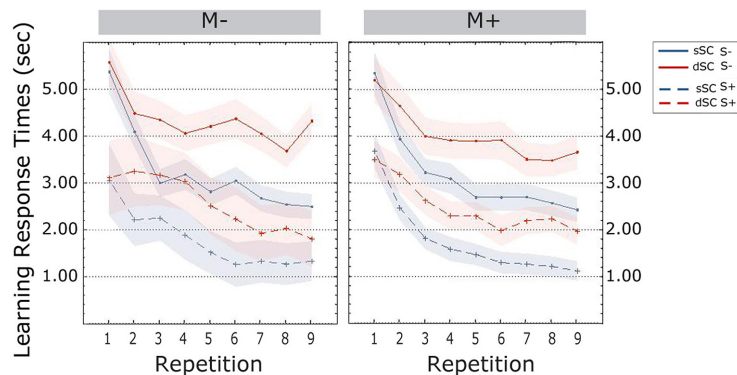 M-
M+
Learning Response Times (sec)
5.00
4.00
3.00
2.00
1.00
5.00
4.00
3.00
2.00
1.00
1 2 3 4 5 6 7 8 9
1 2 3 4 5 6 7 8 9
Repetition
Repetition
sSC S-
dSC S-
sSC S+
dSC S+